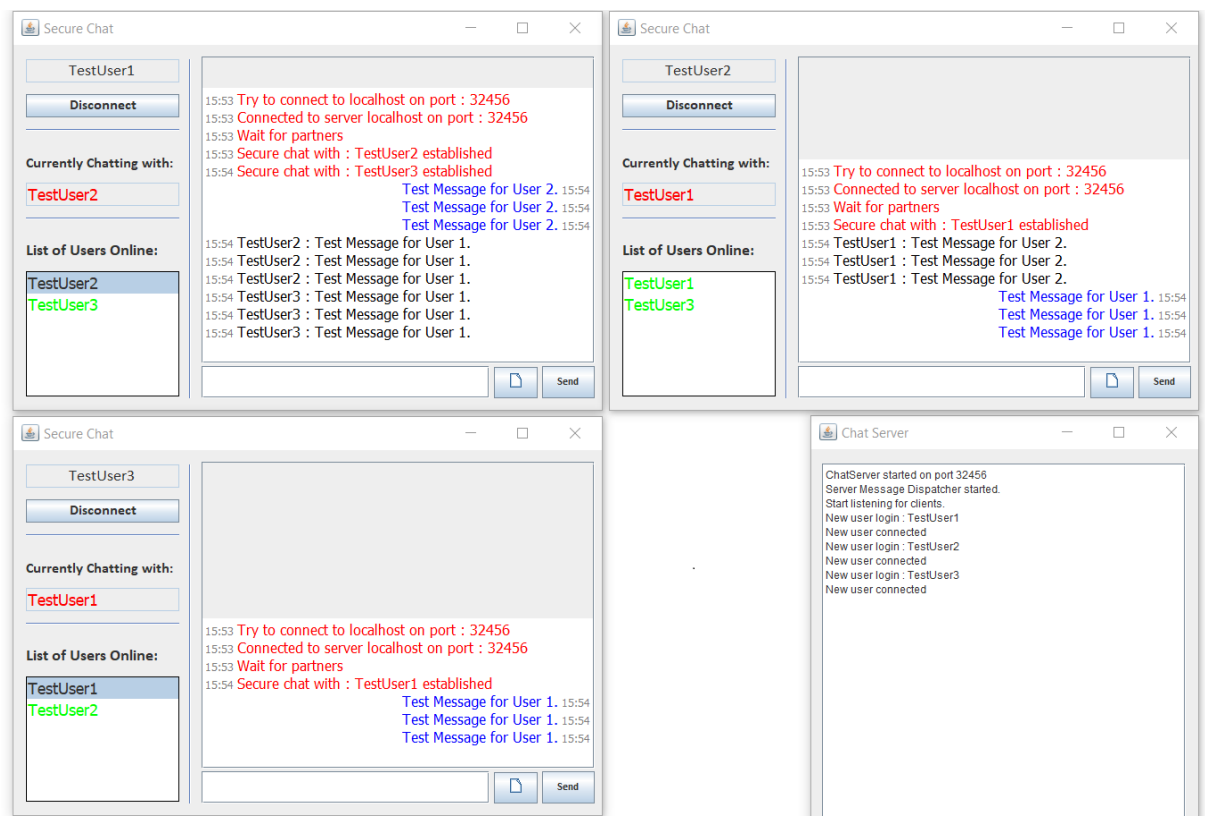 Secure Chat
TestUser1
Disconnect
Currently Chatting with:
TestUser2
List of Users Online:
TestUser2
TestUser3
15:53 Try to connect to localhost on port : 32456
15:53 Connected to server localhost on port : 32456
15:53 Wait for partners
15:53 Secure chat with : TestUser2 established
15:54 Secure chat with : TestUser3 established
Test Message for User 2. 15:54
Test Message for User 2. 15:54
Test Message for User 2. 15:54
15:54 TestUser2 : Test Message for User 1.
15:54 TestUser2 : Test Message for User 1.
15:54 TestUser2 : Test Message for User 1.
15:54 TestUser3 : Test Message for User 1.
15:54 TestUser3 : Test Message for User 1.
15:54 TestUser3 : Test Message for User 1.
Send
Secure Chat
TestUser2
Disconnect
Currently Chatting with:
TestUser1
List of Users Online:
TestUser1
TestUser3
15:53 Try to connect to localhost on port : 32456
15:53 Connected to server localhost on port : 32456
15:53 Wait for partners
15:53 Secure chat with : TestUser1 established
15:54 TestUser1 : Test Message for User 2.
15:54 TestUser1 : Test Message for User 2.
15:54 TestUser1 : Test Message for User 2.
Test Message for User 1. 15:54
Test Message for User 1. 15:54
Test Message for User 1. 15:54
Send
Secure Chat
TestUser3
Disconnect
Currently Chatting with:
TestUser1
List of Users Online:
TestUser1
TestUser2
15:53 Try to connect to localhost on port : 32456
15:53 Connected to server localhost on port : 32456
15:53 Wait for partners
15:54 Secure chat with : TestUser1 established
Test Message for User 1. 15:54
Test Message for User 1. 15:54
Test Message for User 1. 15:54
Send
.
Chat Server
ChatServer started on port 32456
Server Message Dispatcher started.
Start listening for clients.
New user login : TestUser1
New user connected
New user login : TestUser2
New user connected
New user login : TestUser3
New user connected